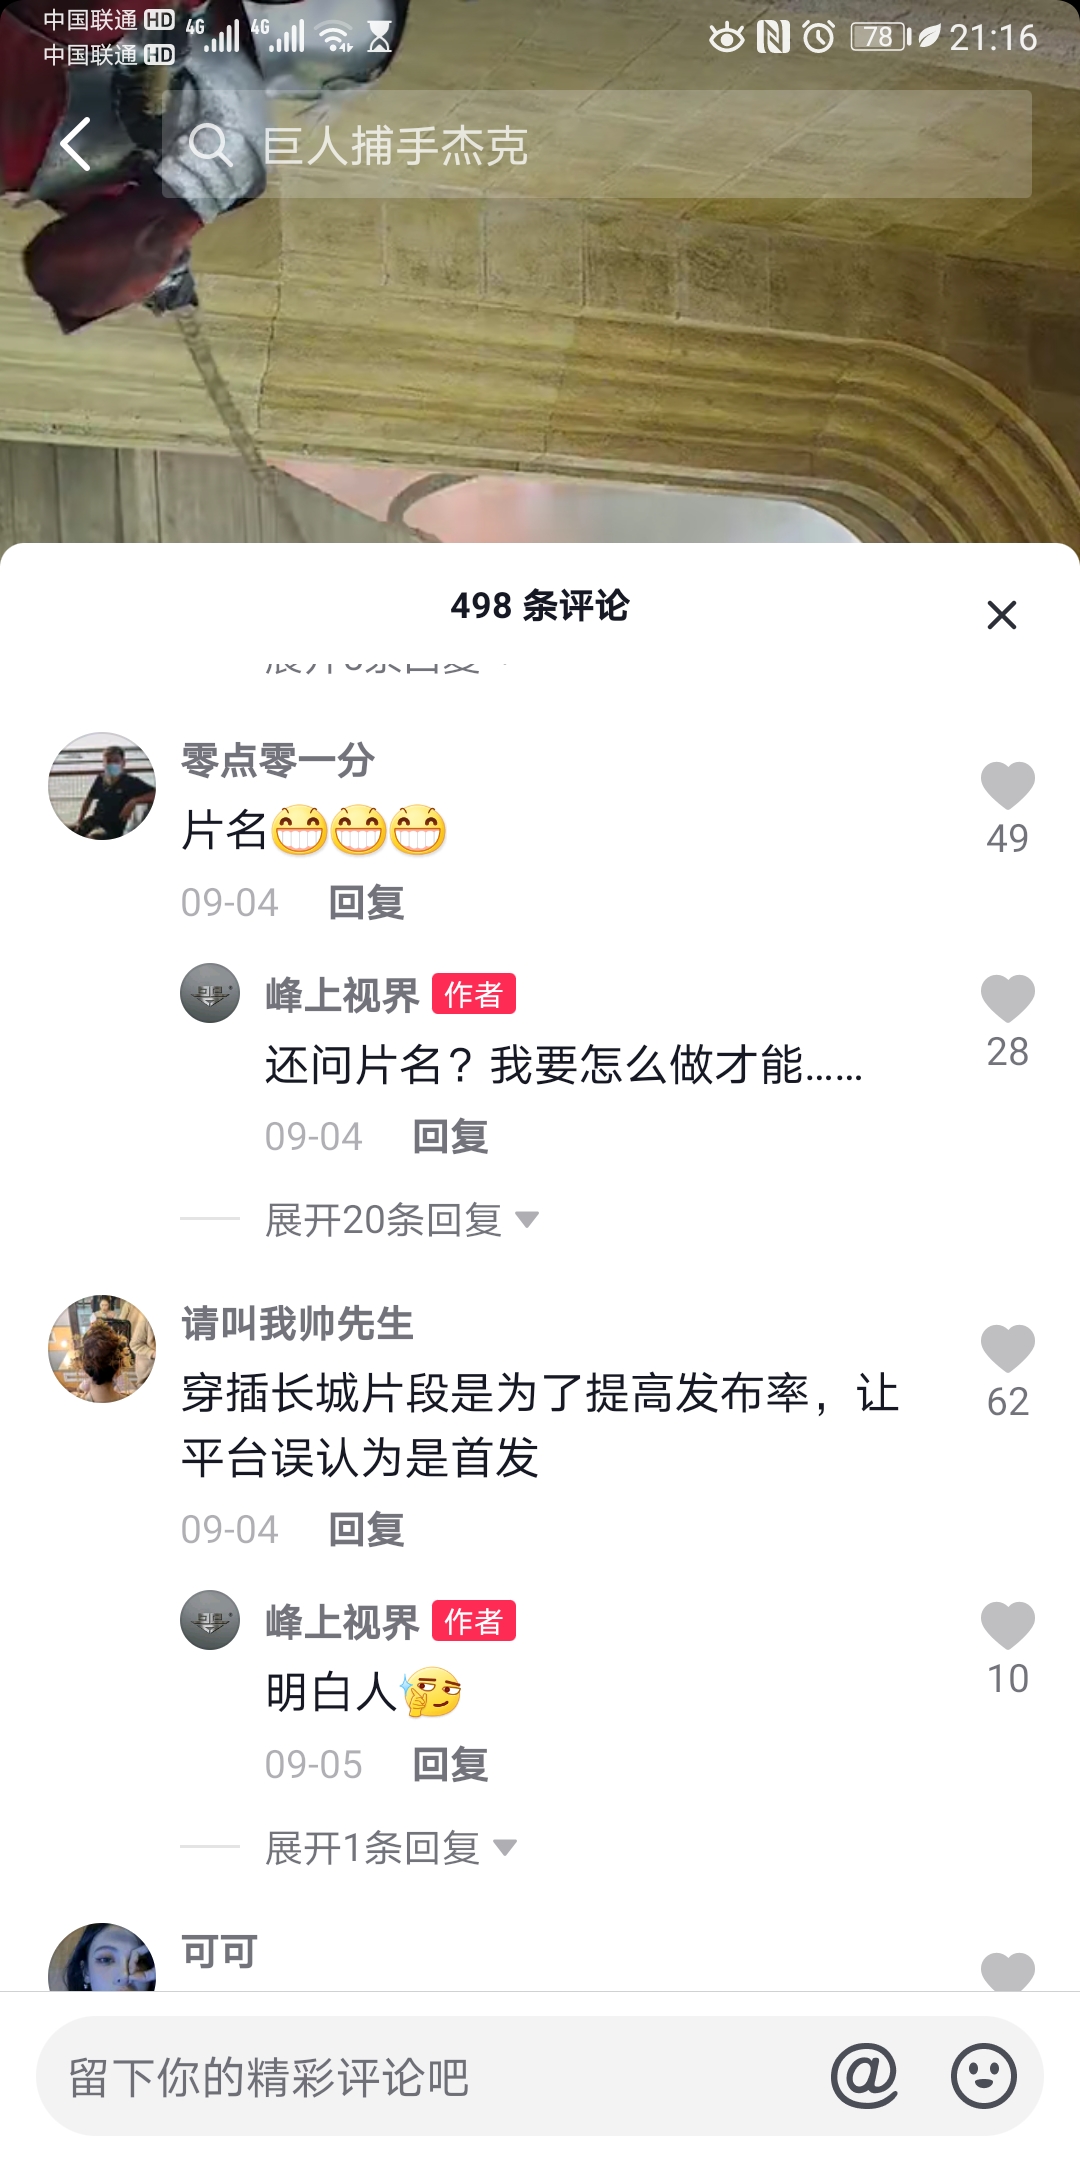 中国联通 HD 4G 4G 78 21:16
中国联通 HD
巨人捕手杰克
498 条评论
零点零一分
片名😁😁😁
49
09-04 回复
峰上视界 作者
还问片名？我要怎么做才能……
28
09-04 回复
展开20条回复
请叫我帅先生
穿插长城片段是为了提高发布率，让
平台误认为是首发
62
09-04 回复
峰上视界 作者
明白人
10
09-05 回复
展开1条回复
可可
留下你的精彩评论吧